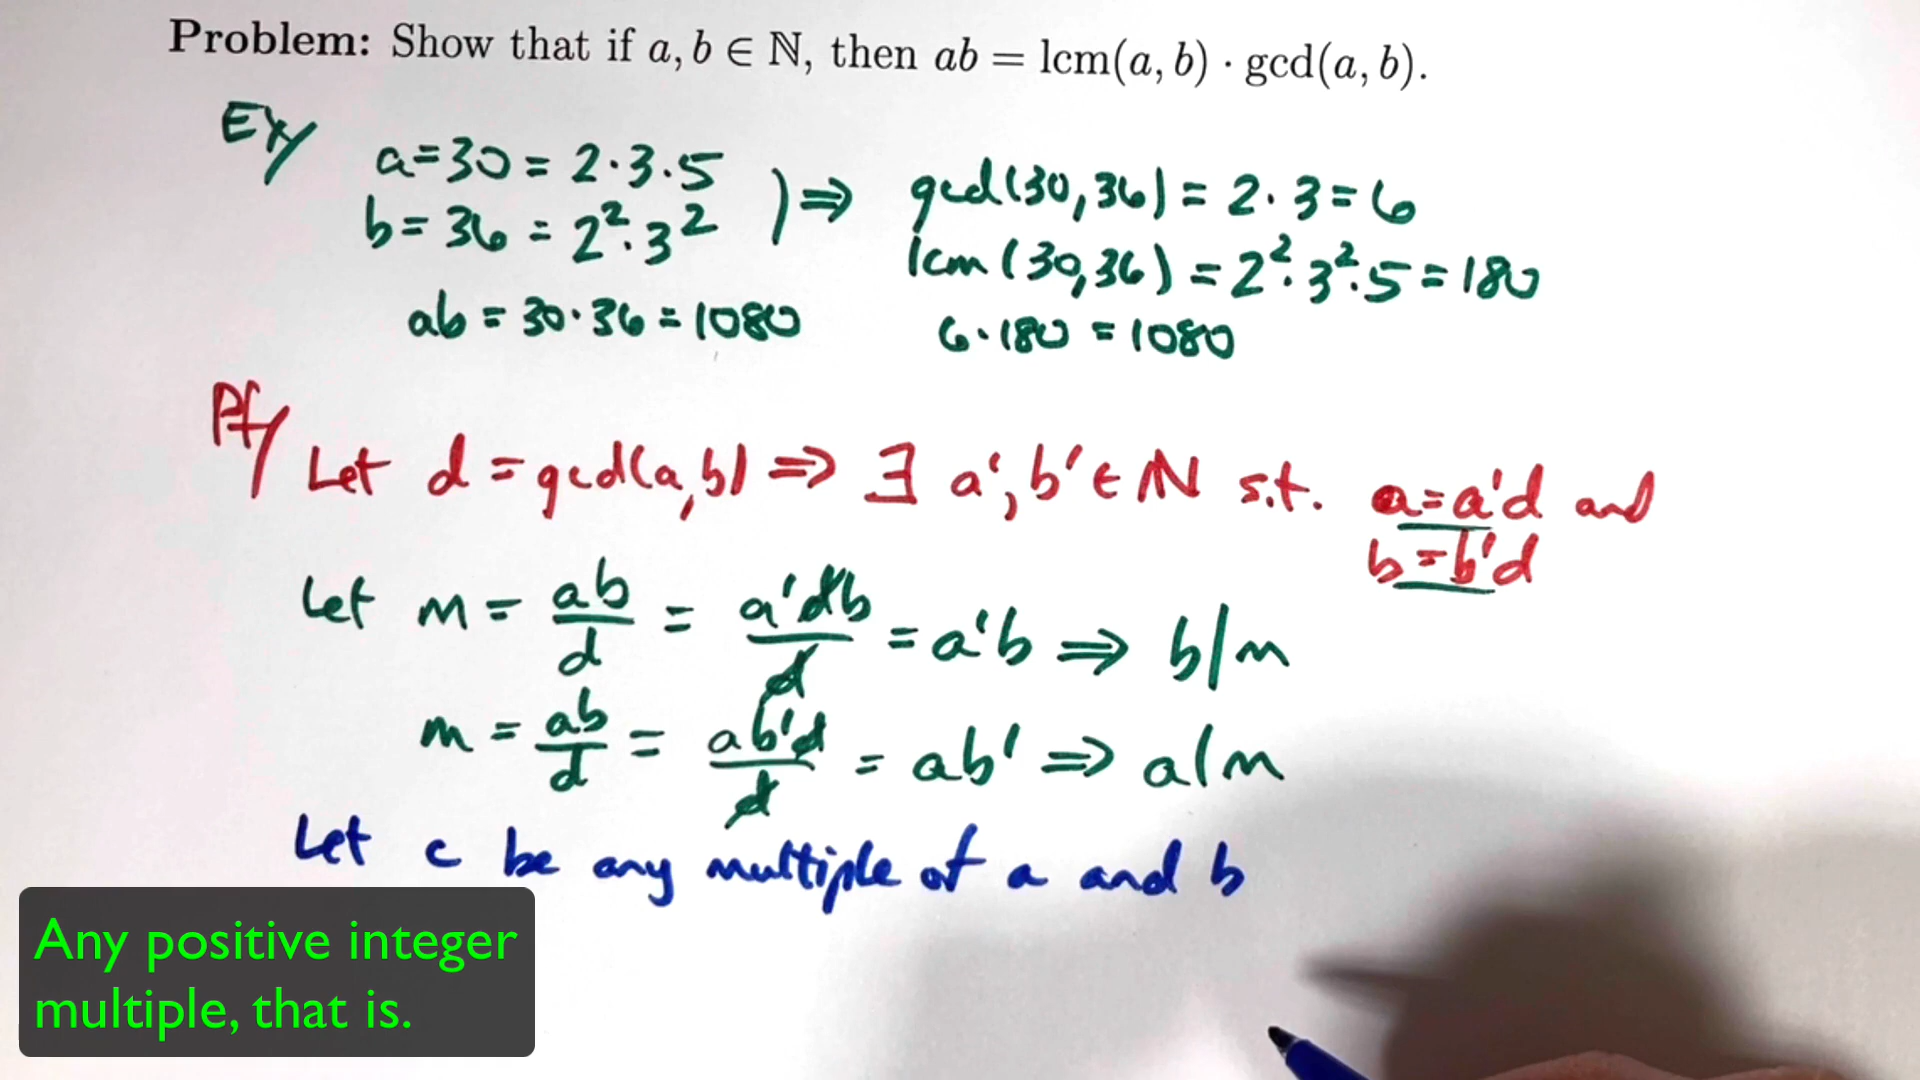 Problem: Show that if a, b ∈ ℕ, then ab = lcm(a, b) · gcd(a, b).
Ex/
a=30 = 2·3·5
b= 36 = 2²·3²
) ⇒ gcd(30,36) = 2·3=6
lcm(30,36) = 2²·3²·5 = 180
ab = 30·36 = 1080
6·180 = 1080
Pf/
Let d = gcd(a,b) ⇒ ∃ a', b' ∈ ℕ s.t. a=a'd and
b=b'd
Let m = ab/d = a'db/d = a'b ⇒ b|m
m = ab/d = ab'd/d = ab' ⇒ a|m
Let c be any multiple of a and b
Any positive integer
multiple, that is.